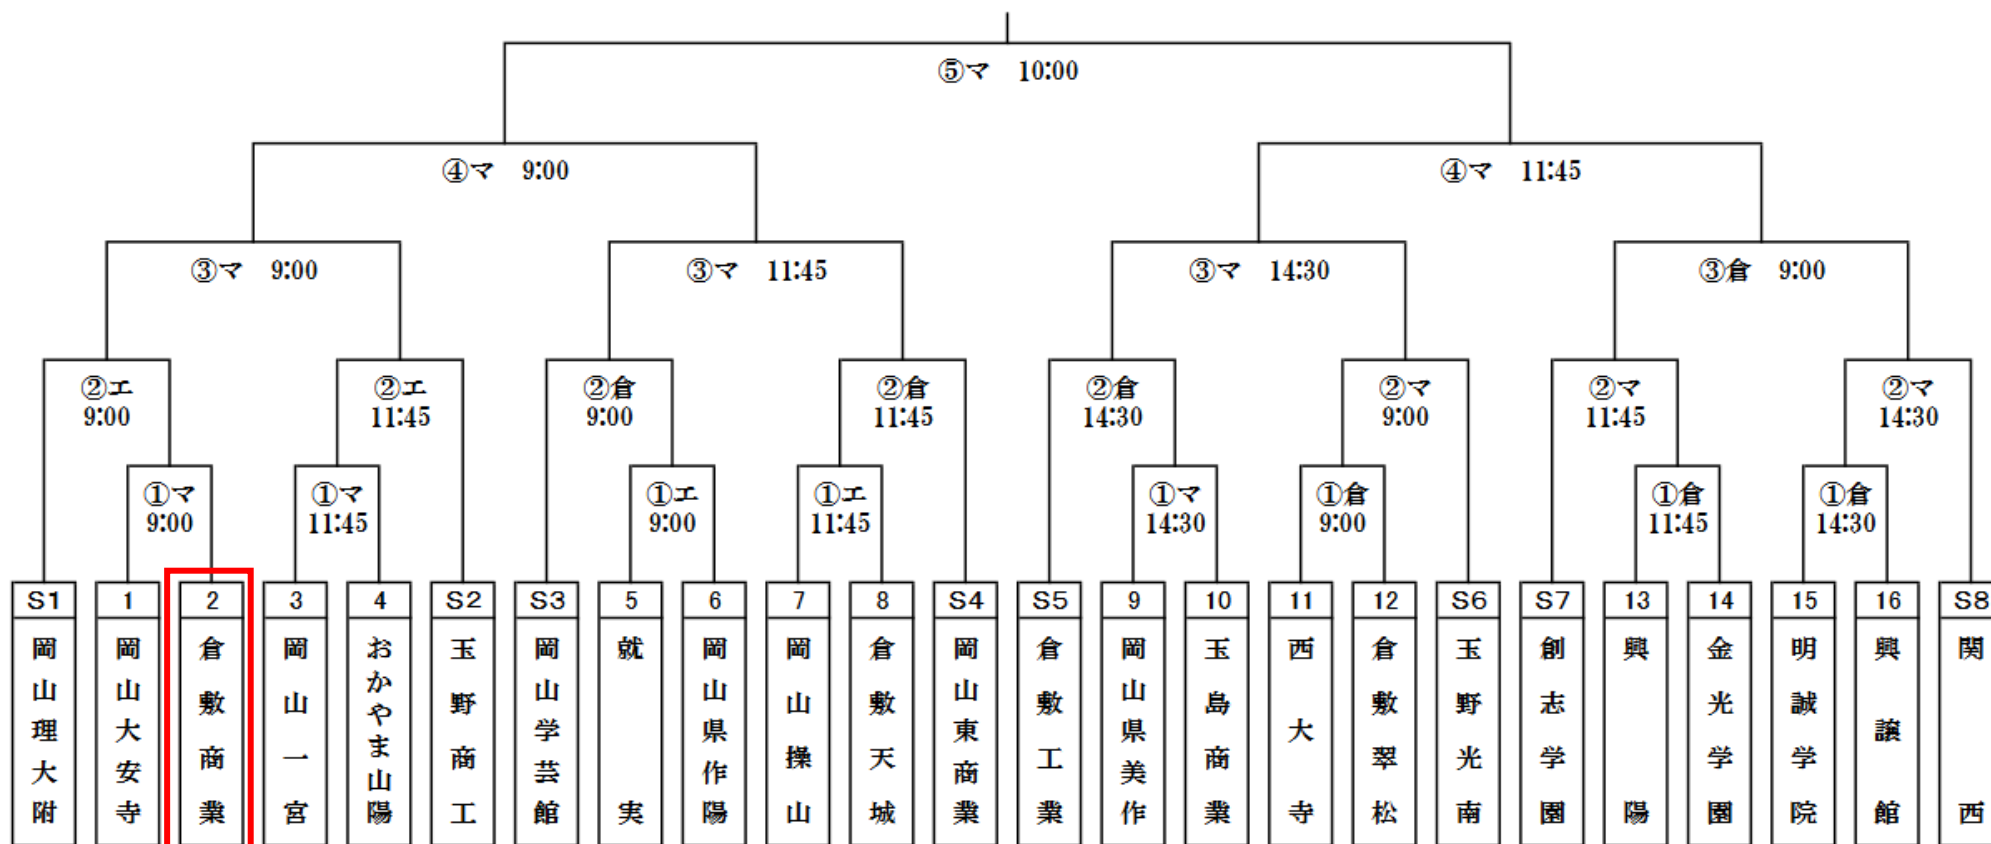 ⑤マ 10:00
④マ 9:00
④マ 11:45
③マ 9:00
③マ 11:45
③マ 14:30
③倉 9:00
②エ
9:00
②エ
11:45
②倉
9:00
②倉
11:45
②倉
14:30
②マ
9:00
②マ
11:45
②マ
14:30
①マ
9:00
①マ
11:45
①エ
9:00
①エ
11:45
①マ
14:30
①倉
9:00
①倉
11:45
①倉
14:30
S1
岡山理大附
1
岡山大安寺
2
倉敷商業
3
岡山一宮
4
おかやま山陽
S2
玉野商工
S3
岡山学芸館
5
就実
6
岡山県作陽
7
岡山操山
8
倉敷天城
S4
岡山東商業
S5
倉敷工業
9
岡山県美作
10
玉島商業
11
西大寺
12
倉敷翠松
S6
玉野光南
S7
創志学園
13
興陽
14
金光学園
15
明誠学院
16
興譲館
S8
関西